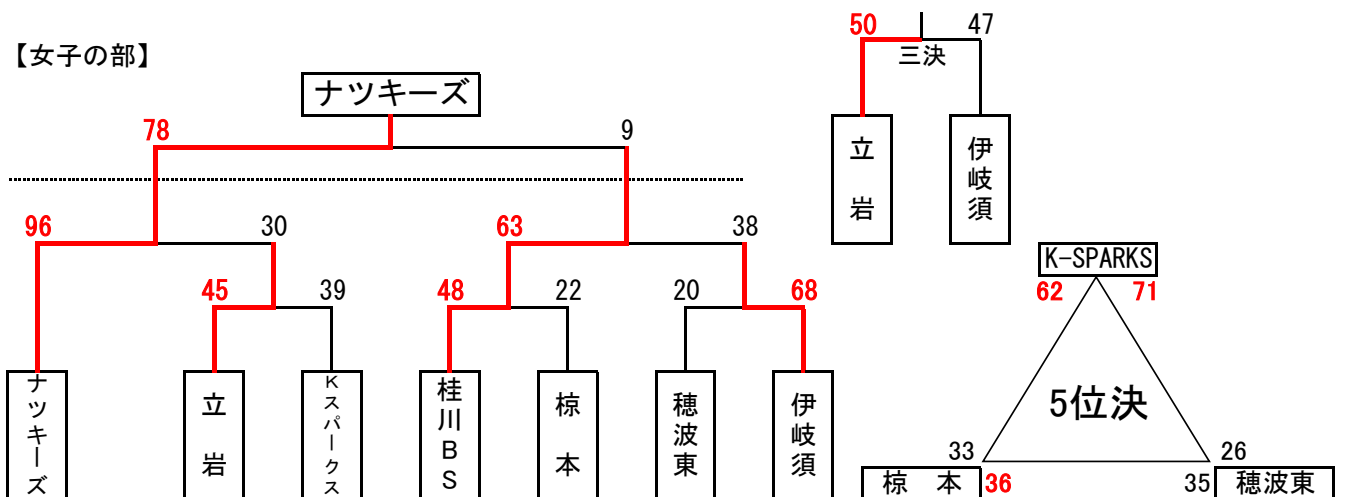 50 47
【女子の部】 三決
ナツキーズ
78 9
立岩 伊岐須
96 30 63 38
K-SPARKS
45 39 48 22 20 68
62 71
ナツキーズ 立岩 Kスパークス 桂川BS 椋本 穂波東 伊岐須
5位決
33 26
椋 本 36 35 穂波東